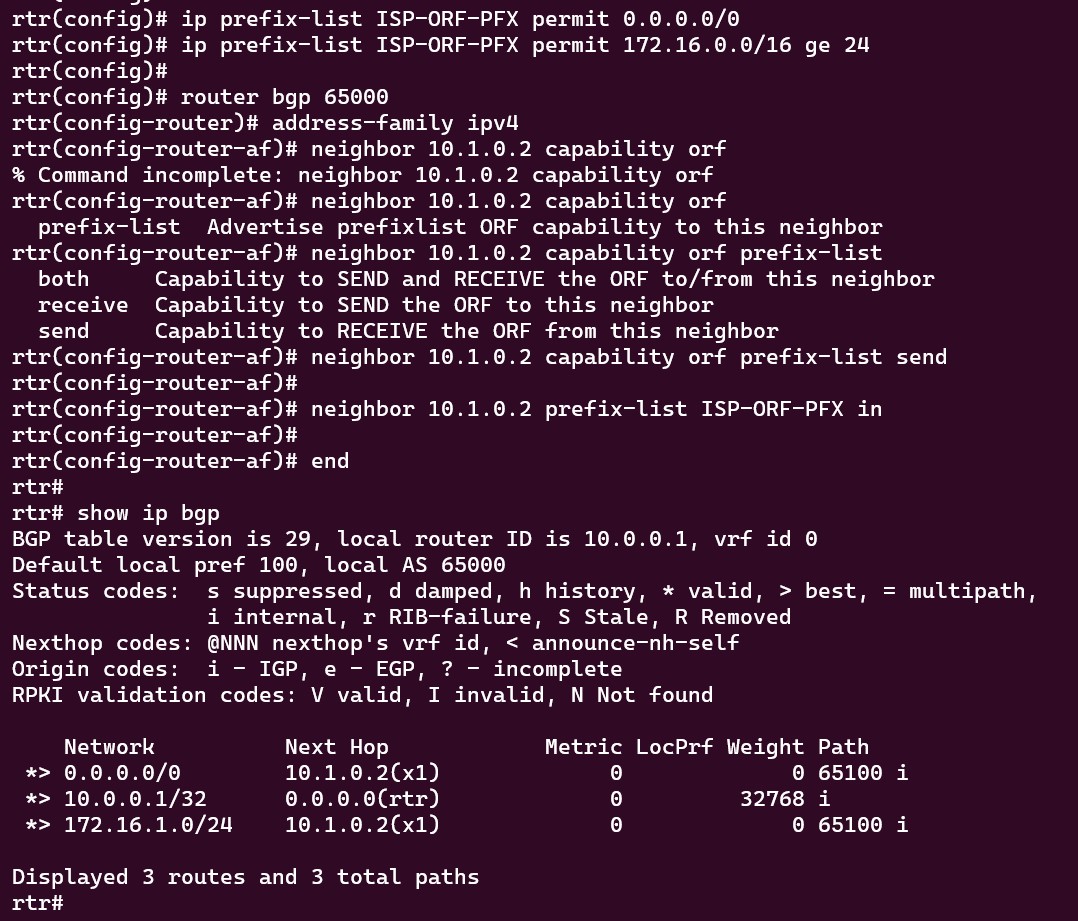 rtr(config)# ip prefix-list ISP-ORF-PFX permit 0.0.0.0/0
rtr(config)# ip prefix-list ISP-ORF-PFX permit 172.16.0.0/16 ge 24
rtr(config)#
rtr(config)# router bgp 65000
rtr(config-router)# address-family ipv4
rtr(config-router-af)# neighbor 10.1.0.2 capability orf
% Command incomplete: neighbor 10.1.0.2 capability orf
rtr(config-router-af)# neighbor 10.1.0.2 capability orf
  prefix-list  Advertise prefixlist ORF capability to this neighbor
rtr(config-router-af)# neighbor 10.1.0.2 capability orf prefix-list
  both     Capability to SEND and RECEIVE the ORF to/from this neighbor
  receive  Capability to SEND the ORF to this neighbor
  send     Capability to RECEIVE the ORF from this neighbor
rtr(config-router-af)# neighbor 10.1.0.2 capability orf prefix-list send
rtr(config-router-af)#
rtr(config-router-af)# neighbor 10.1.0.2 prefix-list ISP-ORF-PFX in
rtr(config-router-af)#
rtr(config-router-af)# end
rtr#
rtr# show ip bgp
BGP table version is 29, local router ID is 10.0.0.1, vrf id 0
Default local pref 100, local AS 65000
Status codes:  s suppressed, d damped, h history, * valid, > best, = multipath,
               i internal, r RIB-failure, S Stale, R Removed
Nexthop codes: @NNN nexthop's vrf id, < announce-nh-self
Origin codes:  i - IGP, e - EGP, ? - incomplete
RPKI validation codes: V valid, I invalid, N Not found

    Network          Next Hop            Metric LocPrf Weight Path
 *> 0.0.0.0/0        10.1.0.2(x1)             0             0 65100 i
 *> 10.0.0.1/32      0.0.0.0(rtr)             0         32768 i
 *> 172.16.1.0/24    10.1.0.2(x1)             0             0 65100 i

Displayed 3 routes and 3 total paths
rtr#